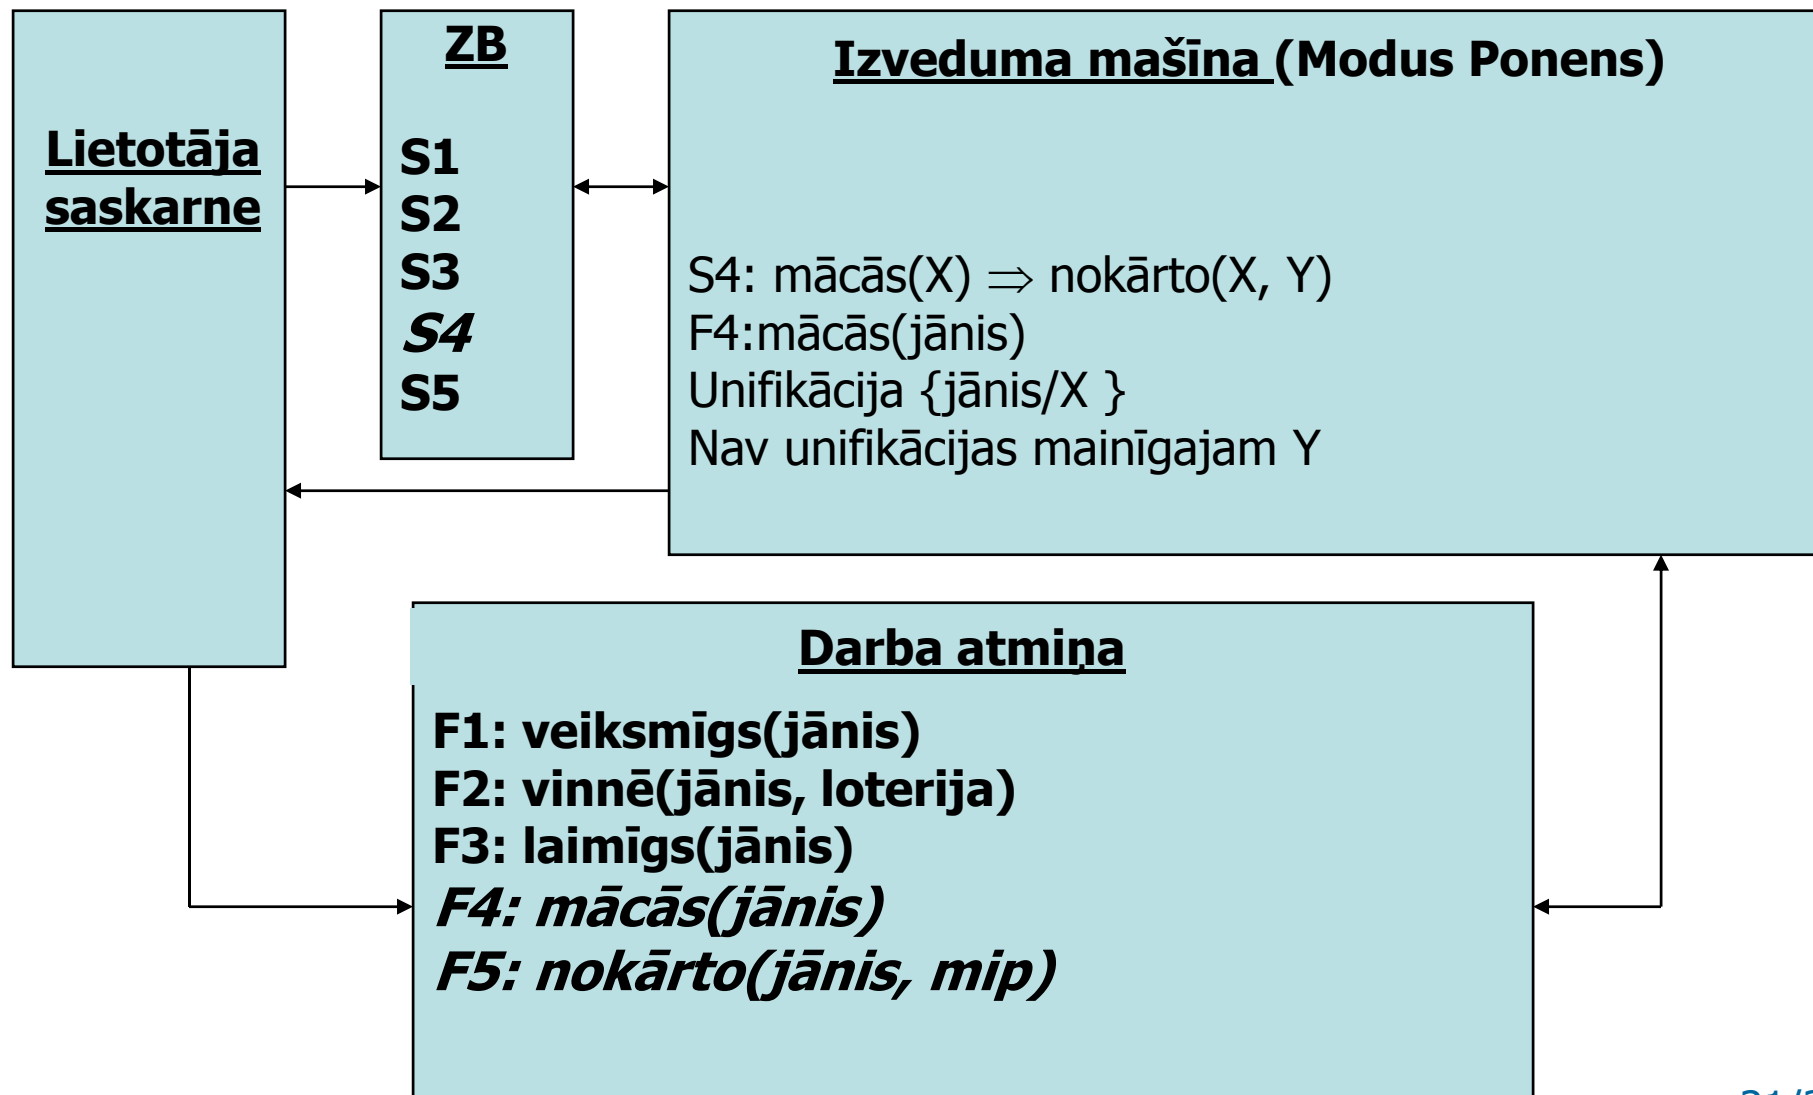 Lietotāja
saskarne
ZB
S1
S2
S3
S4
S5
Izveduma mašīna (Modus Ponens)
S4: mācās(X) ⇒ nokārto(X, Y)
F4:mācās(jānis)
Unifikācija {jānis/X }
Nav unifikācijas mainīgajam Y
Darba atmiņa
F1: veiksmīgs(jānis)
F2: vinnē(jānis, loterija)
F3: laimīgs(jānis)
F4: mācās(jānis)
F5: nokārto(jānis, mip)